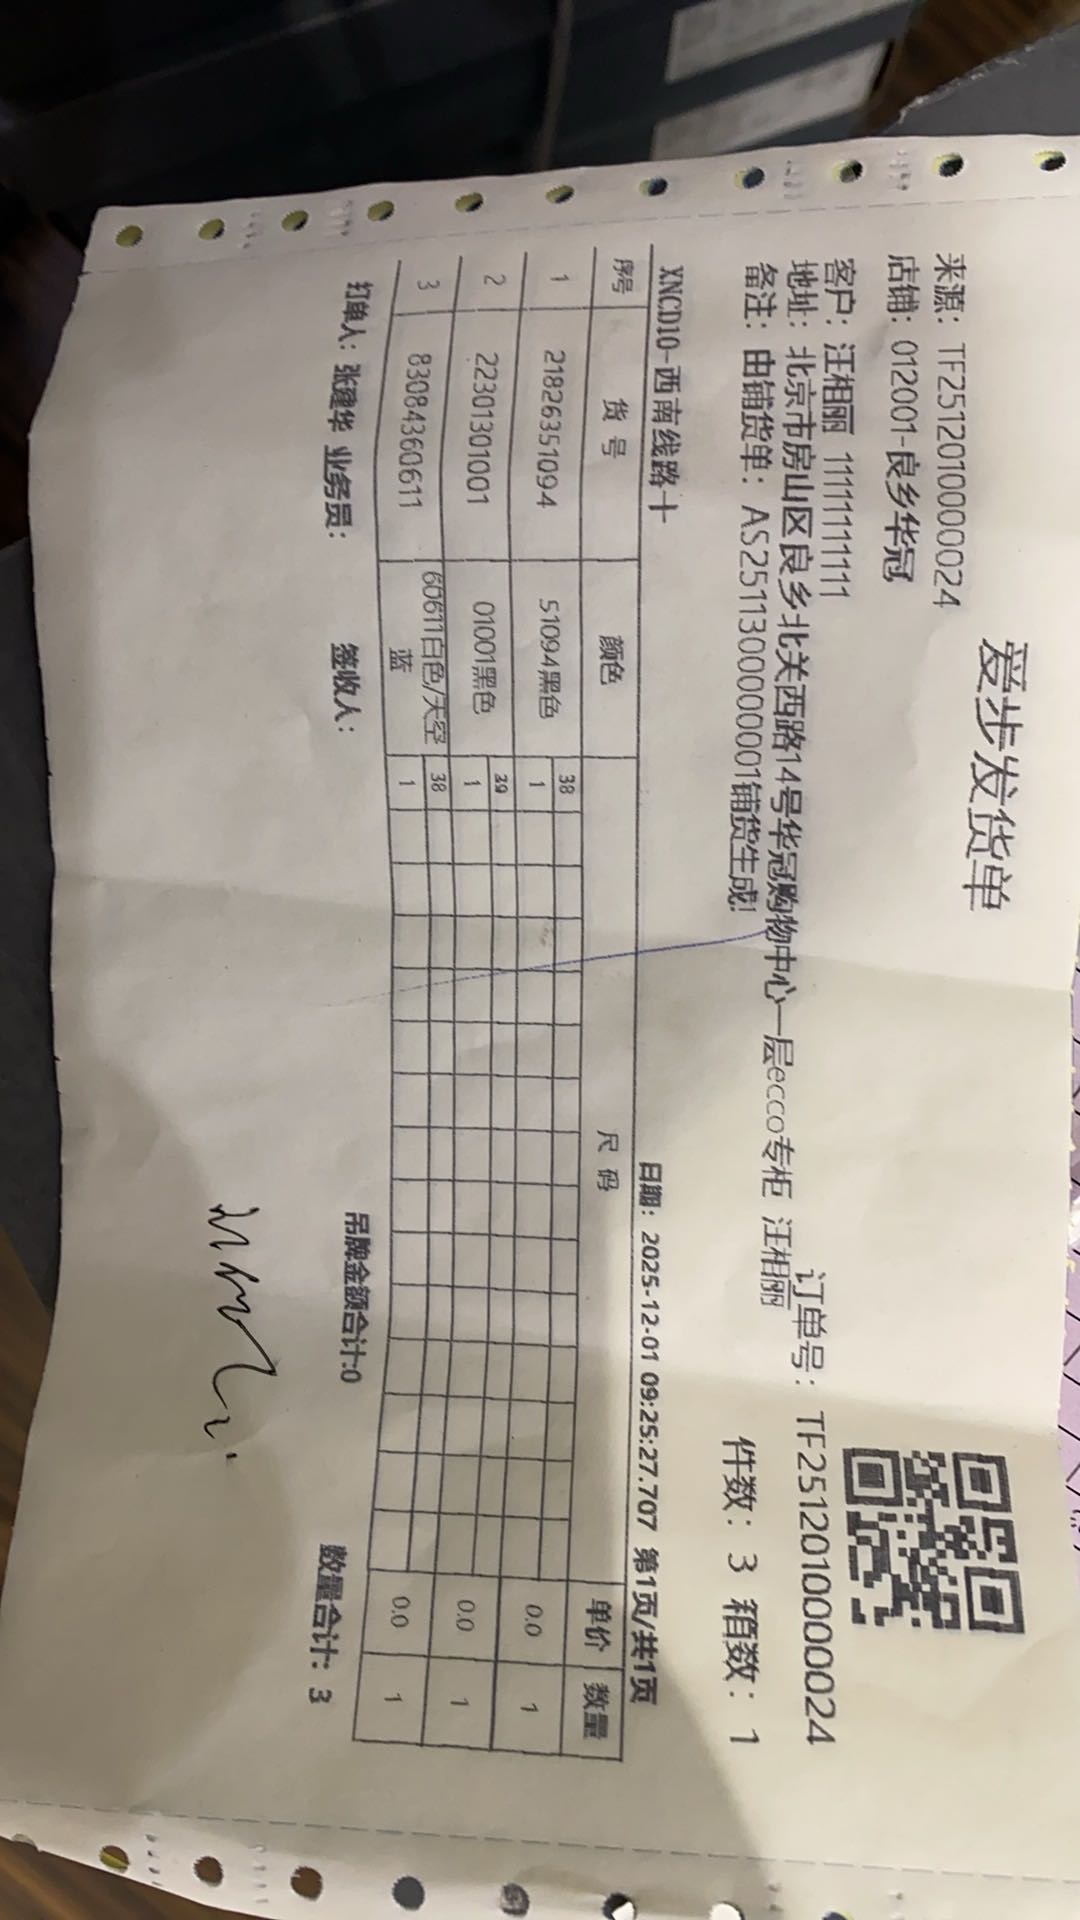 爱步发货单
来源：TF251201000024
店铺：012001-良乡华冠
订单号：TF251201000024
客户：汪相丽 11111111111
地址：北京市房山区良乡北关西路14号华冠购物中心一层ecco专柜 汪相丽
备注：由铺货单：AS251130000001铺货生成!
件数：3 箱数：1
XNCD10-西南线路十
日期：2025-12-01 09:25:27.707 第1页/共1页
序号 货号 颜色 尺码 单价 数量
1 21826351094 51094黑色 38 1 0.0 1
2 22301301001 01001黑色 39 1 0.0 1
3 83084360611 60611白色/天空蓝 38 1 0.0 1
打单人：张建华 业务员： 签收人： 吊牌金额合计:0 数量合计：3